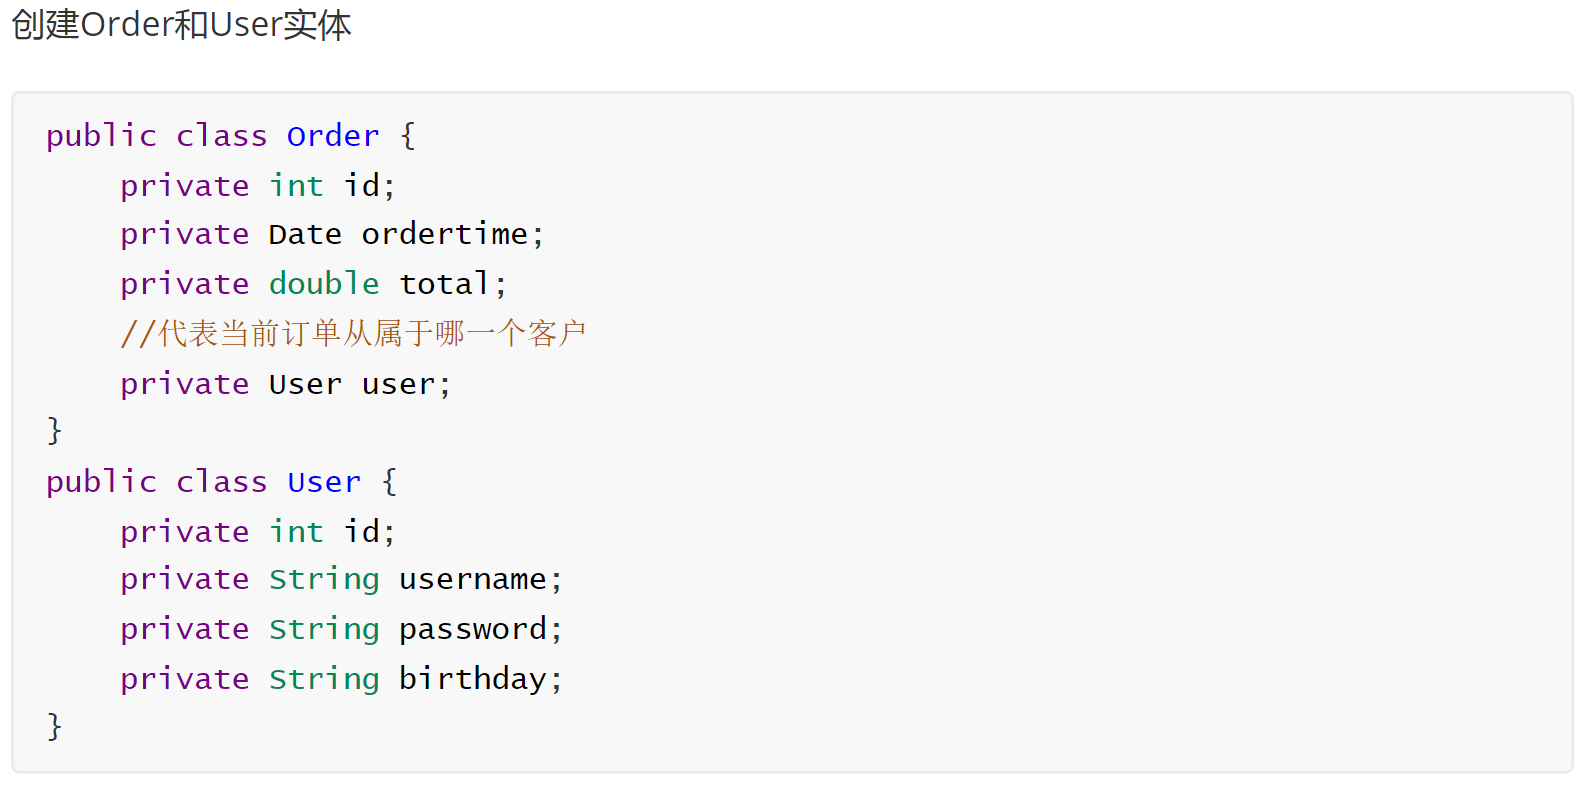 创建Order和User实体
public class Order {
    private int id;
    private Date ordertime;
    private double total;
    //代表当前订单从属于哪一个客户
    private User user;
}
public class User {
    private int id;
    private String username;
    private String password;
    private String birthday;
}